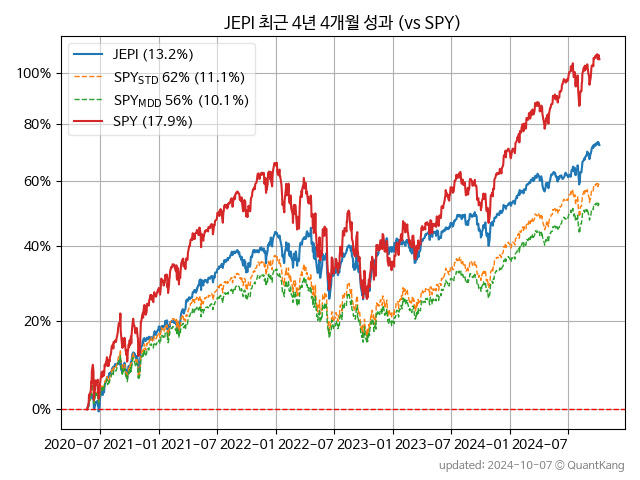 JEPI 최근 4년 4개월 성과 (vs SPY)
JEPI (13.2%)
SPYSTD 62% (11.1%)
SPYMDD 56% (10.1%)
SPY (17.9%)
100%
80%
60%
40%
20%
0%
2020-07 2021-01 2021-07 2022-01 2022-07 2023-01 2023-07 2024-01 2024-07
updated: 2024-10-07 © QuantKang